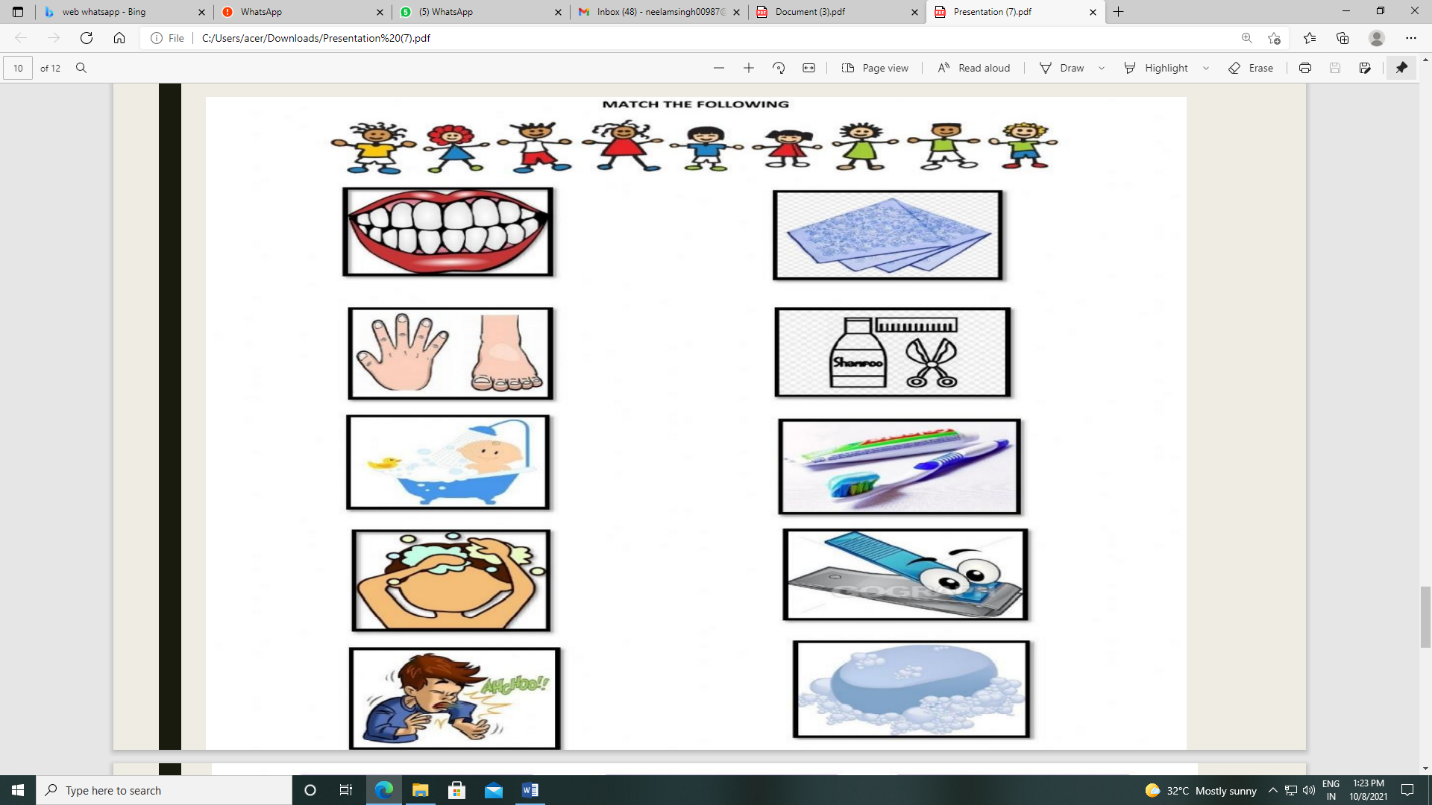 web whatsapp - Bing
WhatsApp
(5) WhatsApp
Inbox (48) - neelamsingh00987@
Document (3).pdf
Presentation (7).pdf
File
C:/Users/acer/Downloads/Presentation%20(7).pdf
10 of 12
Page view
Read aloud
Draw
Highlight
Erase
MATCH THE FOLLOWING
Shampoo
AHCHOO!!
Type here to search
32°C Mostly sunny
ENG
IN
1:23 PM
10/8/2021